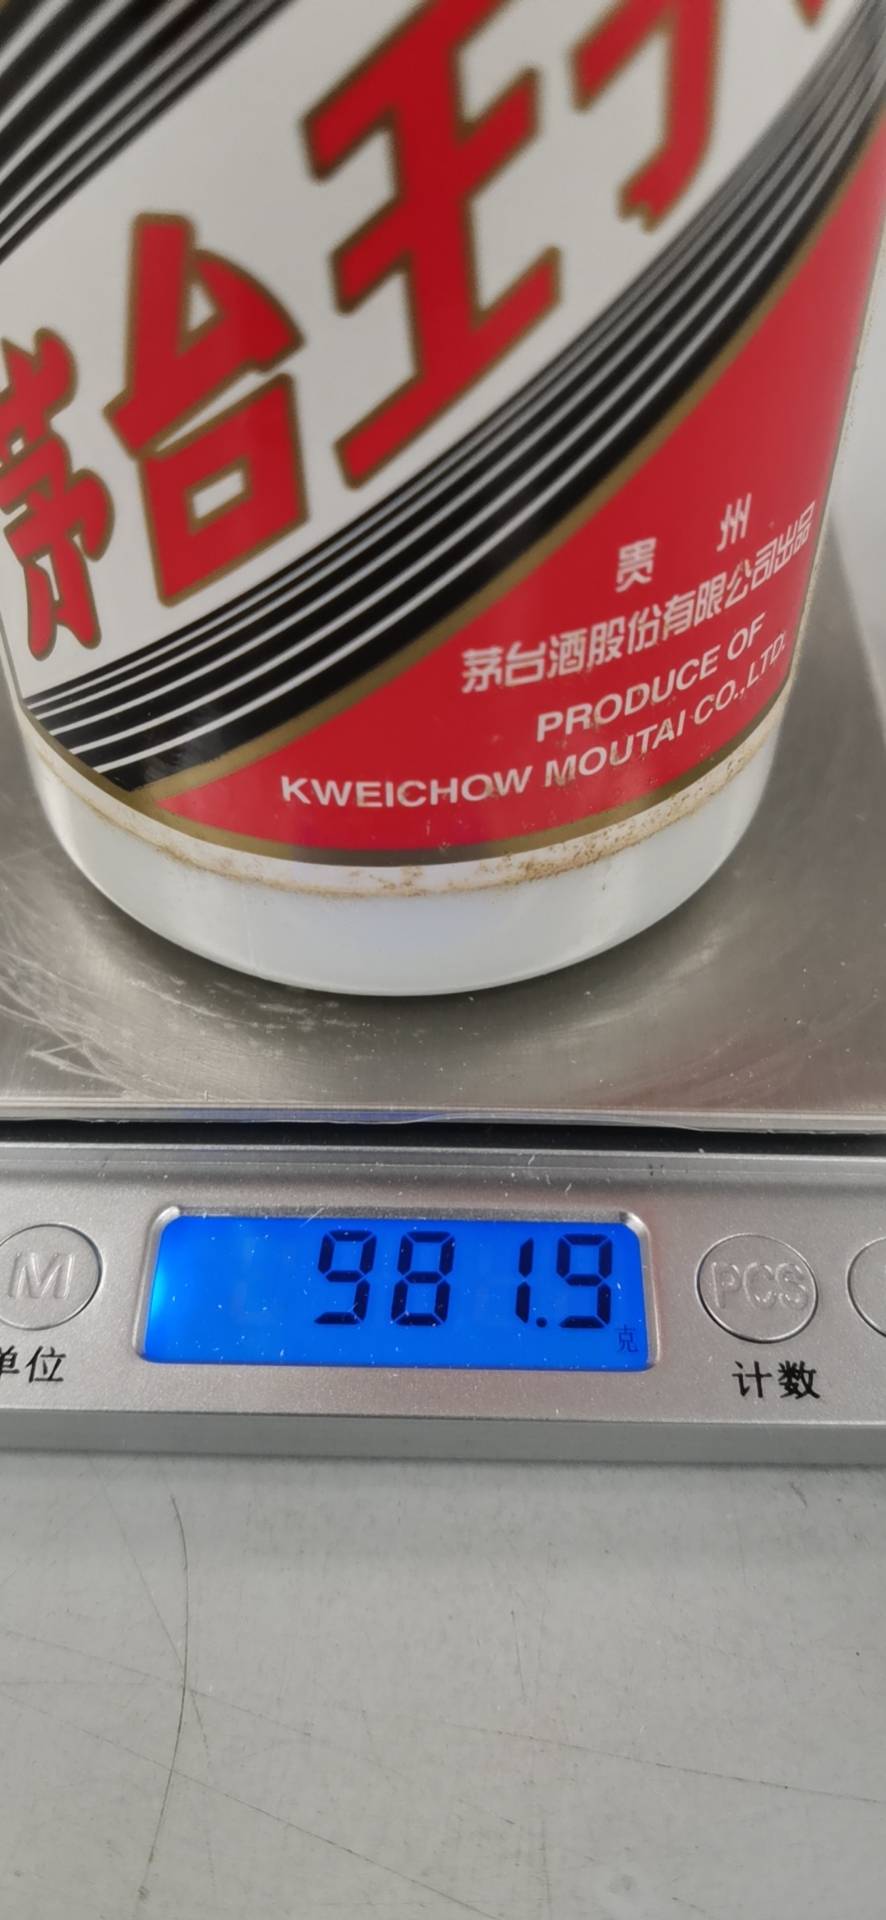 茅台王子
贵 州
茅台酒股份有限公司出品
PRODUCE OF
KWEICHOW MOUTAI CO.,LTD.
981.9
克
M
PCS
单位
计数